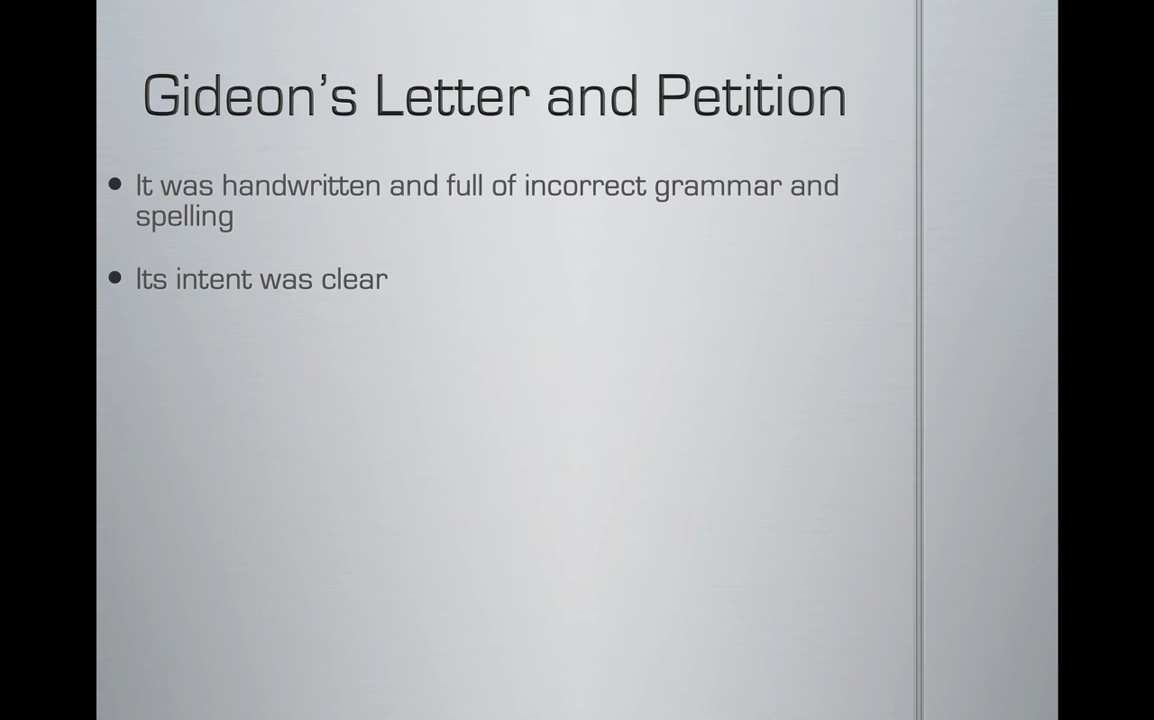 Gideon's Letter and Petition
• It was handwritten and full of incorrect grammar and
spelling
• Its intent was clear